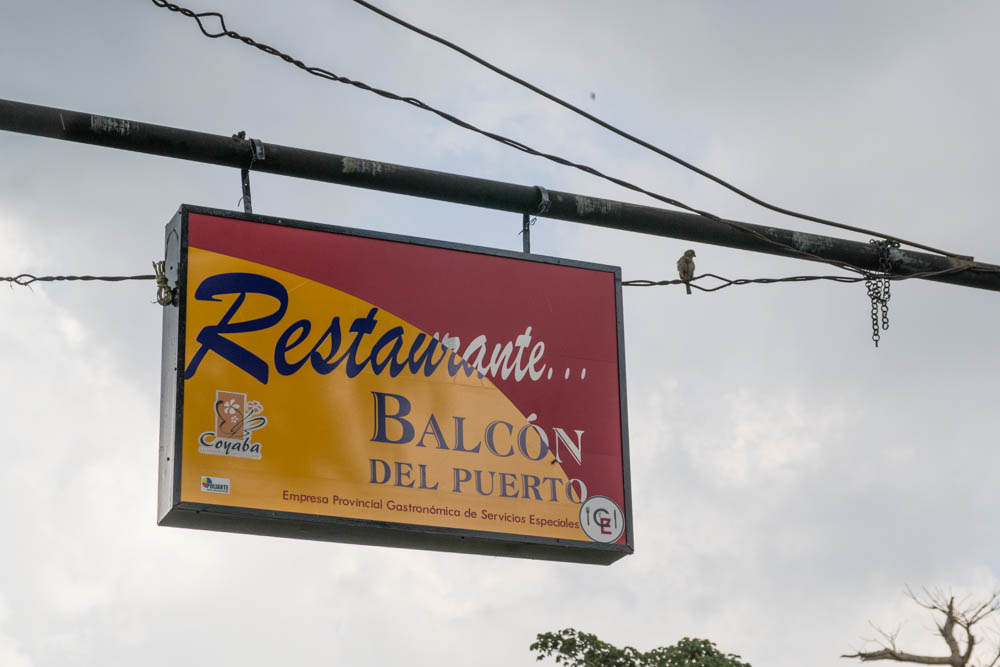 Restaurante...
BALCÓN
DEL PUERTO
Coyaba
Empresa Provincial Gastronómica de Servicios Especiales